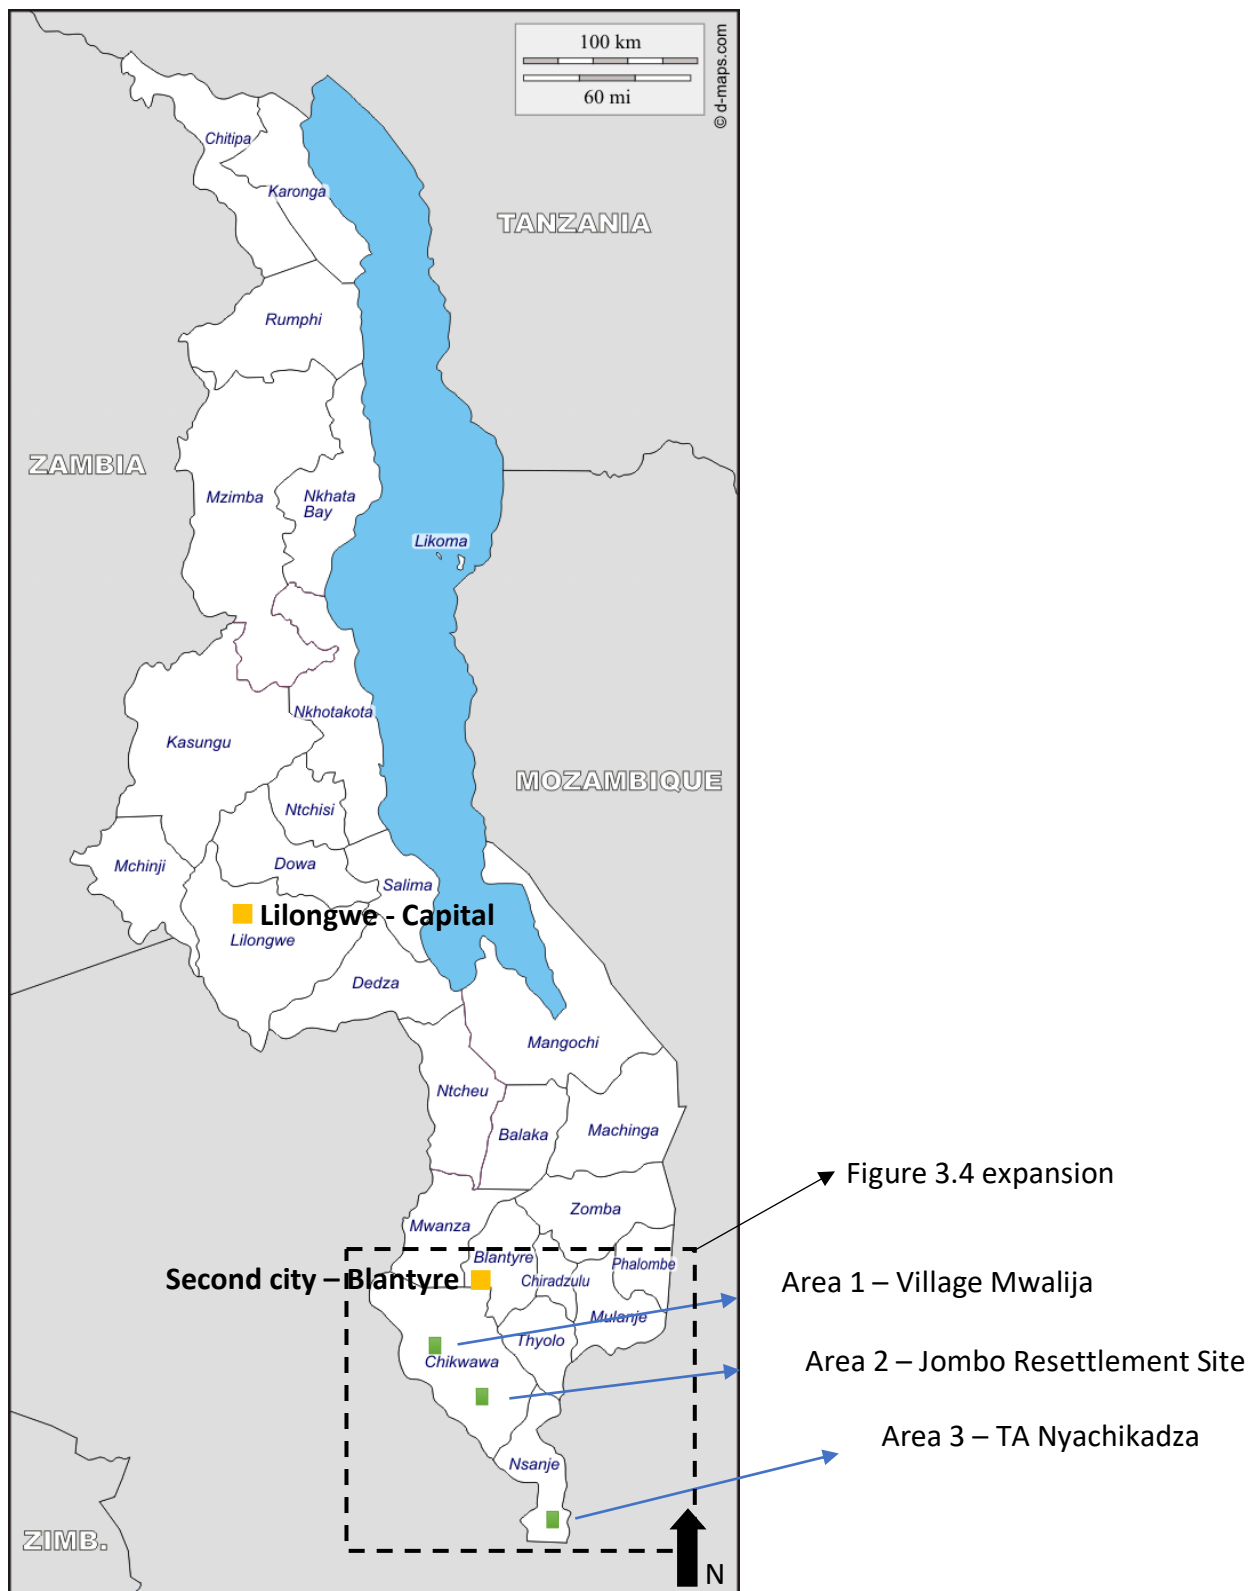 100 km
60 mi
© d-maps.com
Chitipa
Karonga
TANZANIA
Rumphi
ZAMBIA
Mzimba
Nkhata
Bay
Likoma
Nkhotakota
Kasungu
MOZAMBIQUE
Ntchisi
Mchinji
Dowa
Salima
Lilongwe - Capital
Lilongwe
Dedza
Mangochi
Ntcheu
Balaka
Machinga
Figure 3.4 expansion
Zomba
Mwanza
Blantyre
Phalombe
Second city – Blantyre
Chiradzulu
Area 1 – Village Mwalija
Mulanje
Thyolo
Chikwawa
Area 2 – Jombo Resettlement Site
Area 3 – TA Nyachikadza
Nsanje
ZIMB.
N